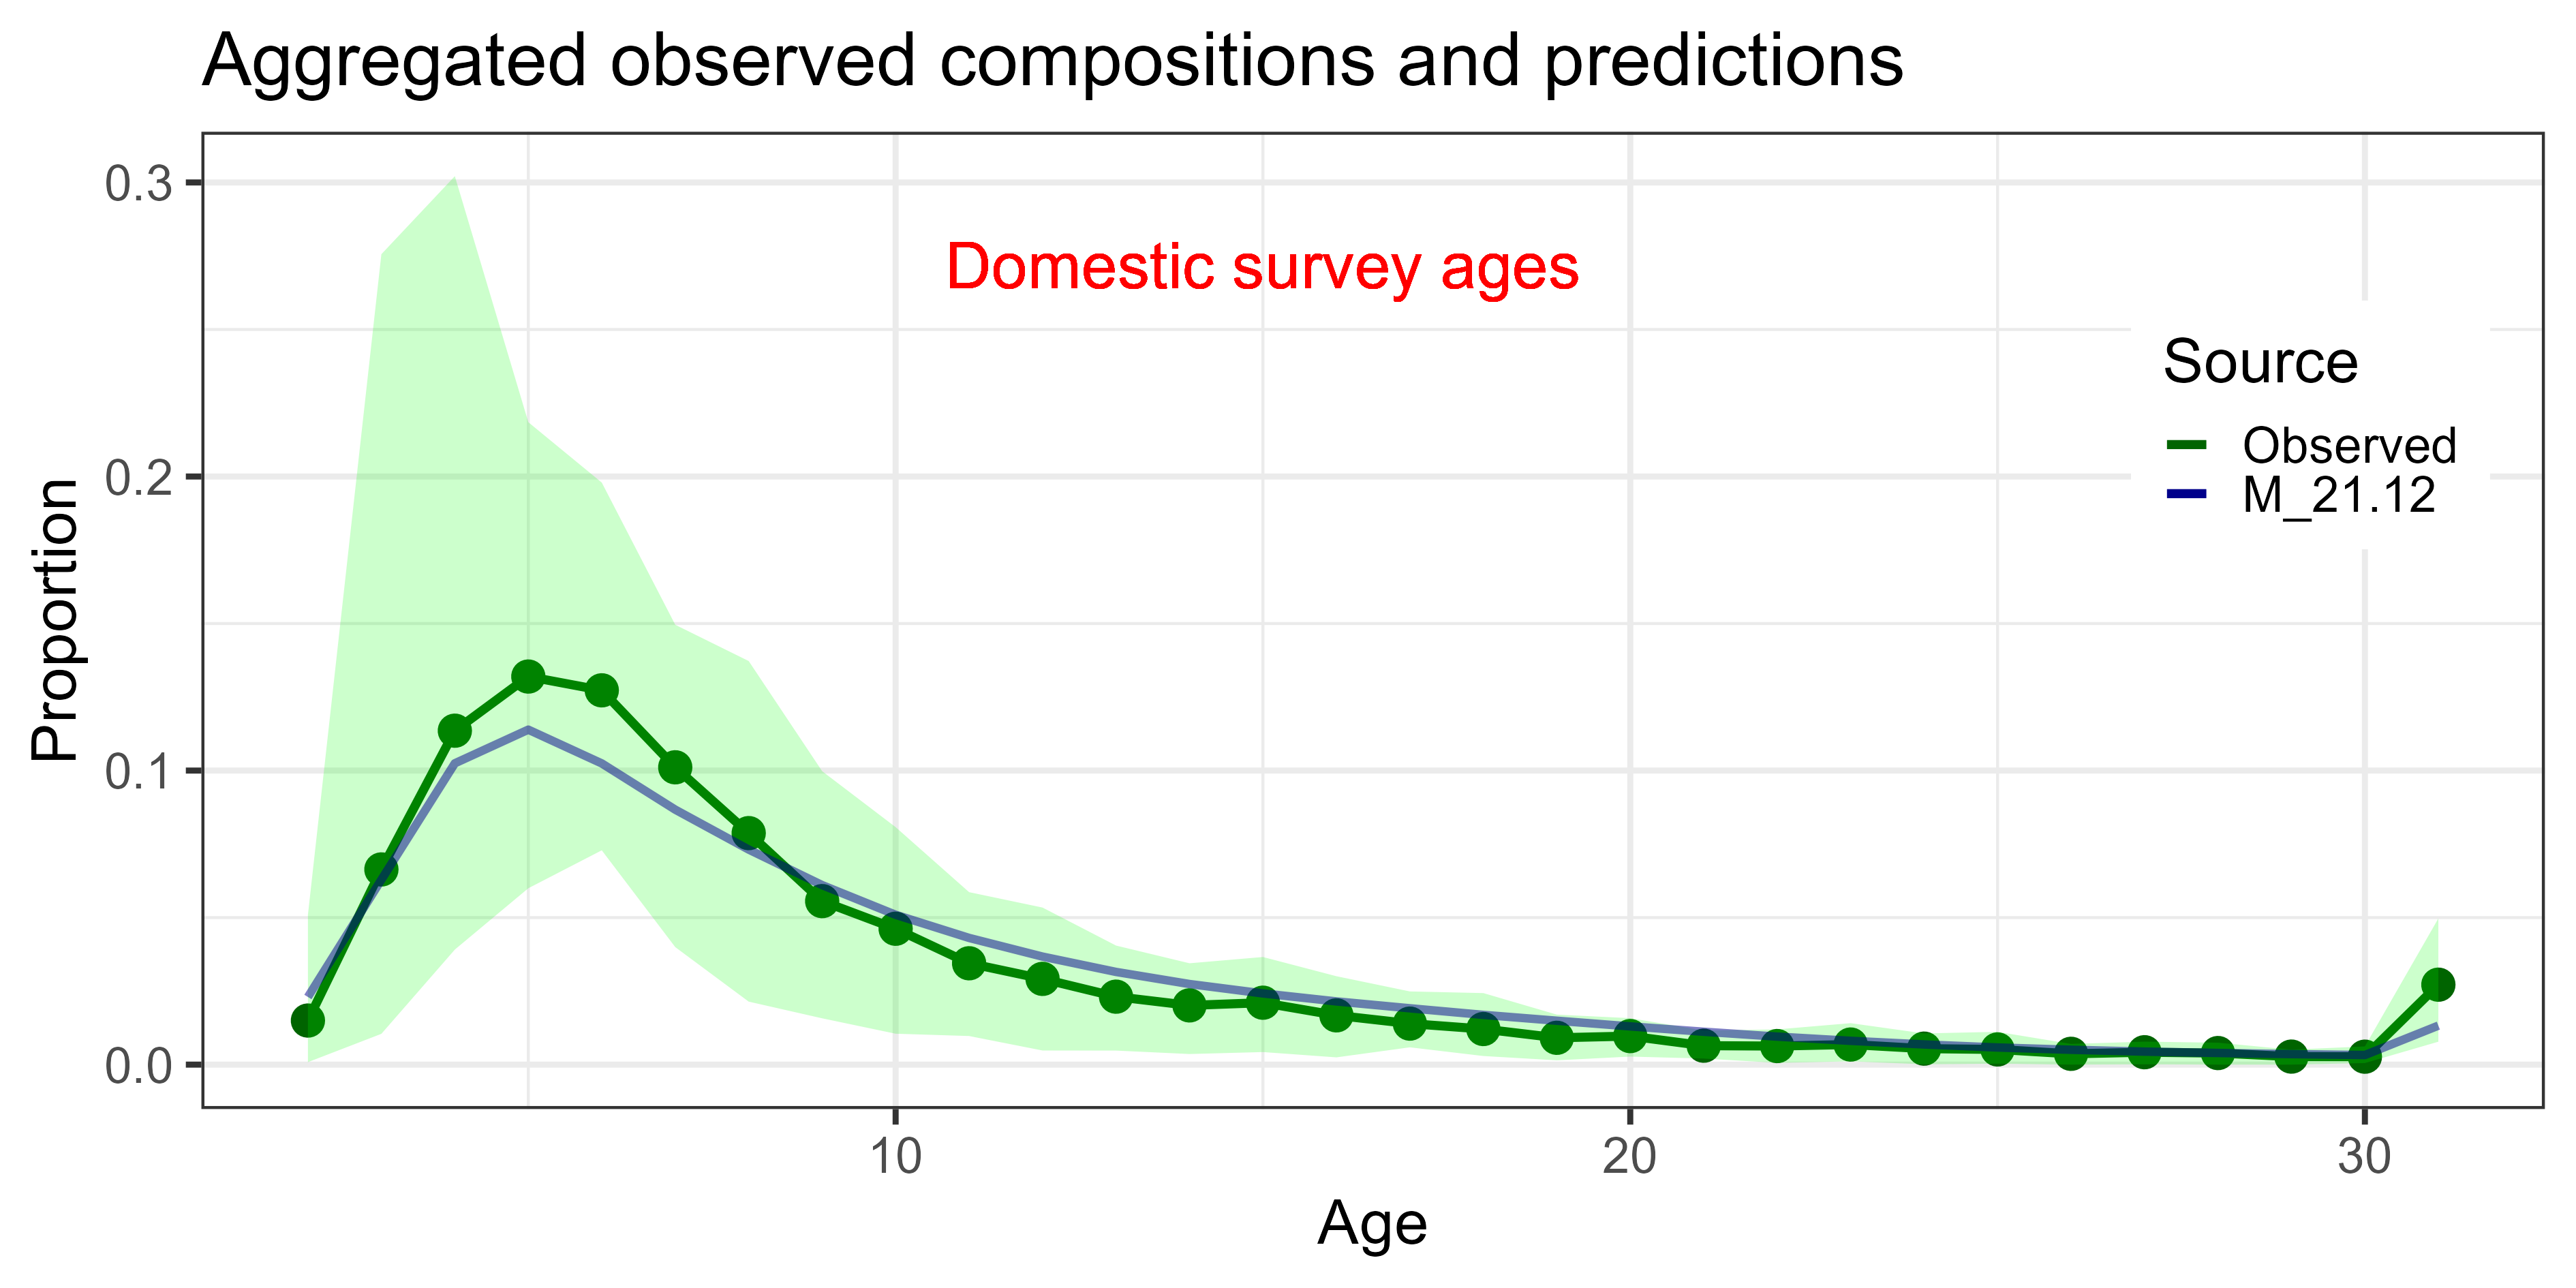 Aggregated observed compositions and predictions
Domestic survey ages
Proportion
0.3
0.2
0.1
0.0
10
20
30
Age
Source
Observed
M_21.12